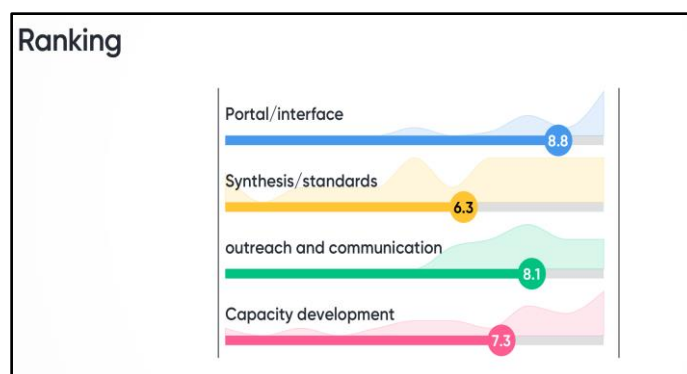 Ranking
Portal/interface
8.8
Synthesis/standards
6.3
outreach and communication
8.1
Capacity development
7.3